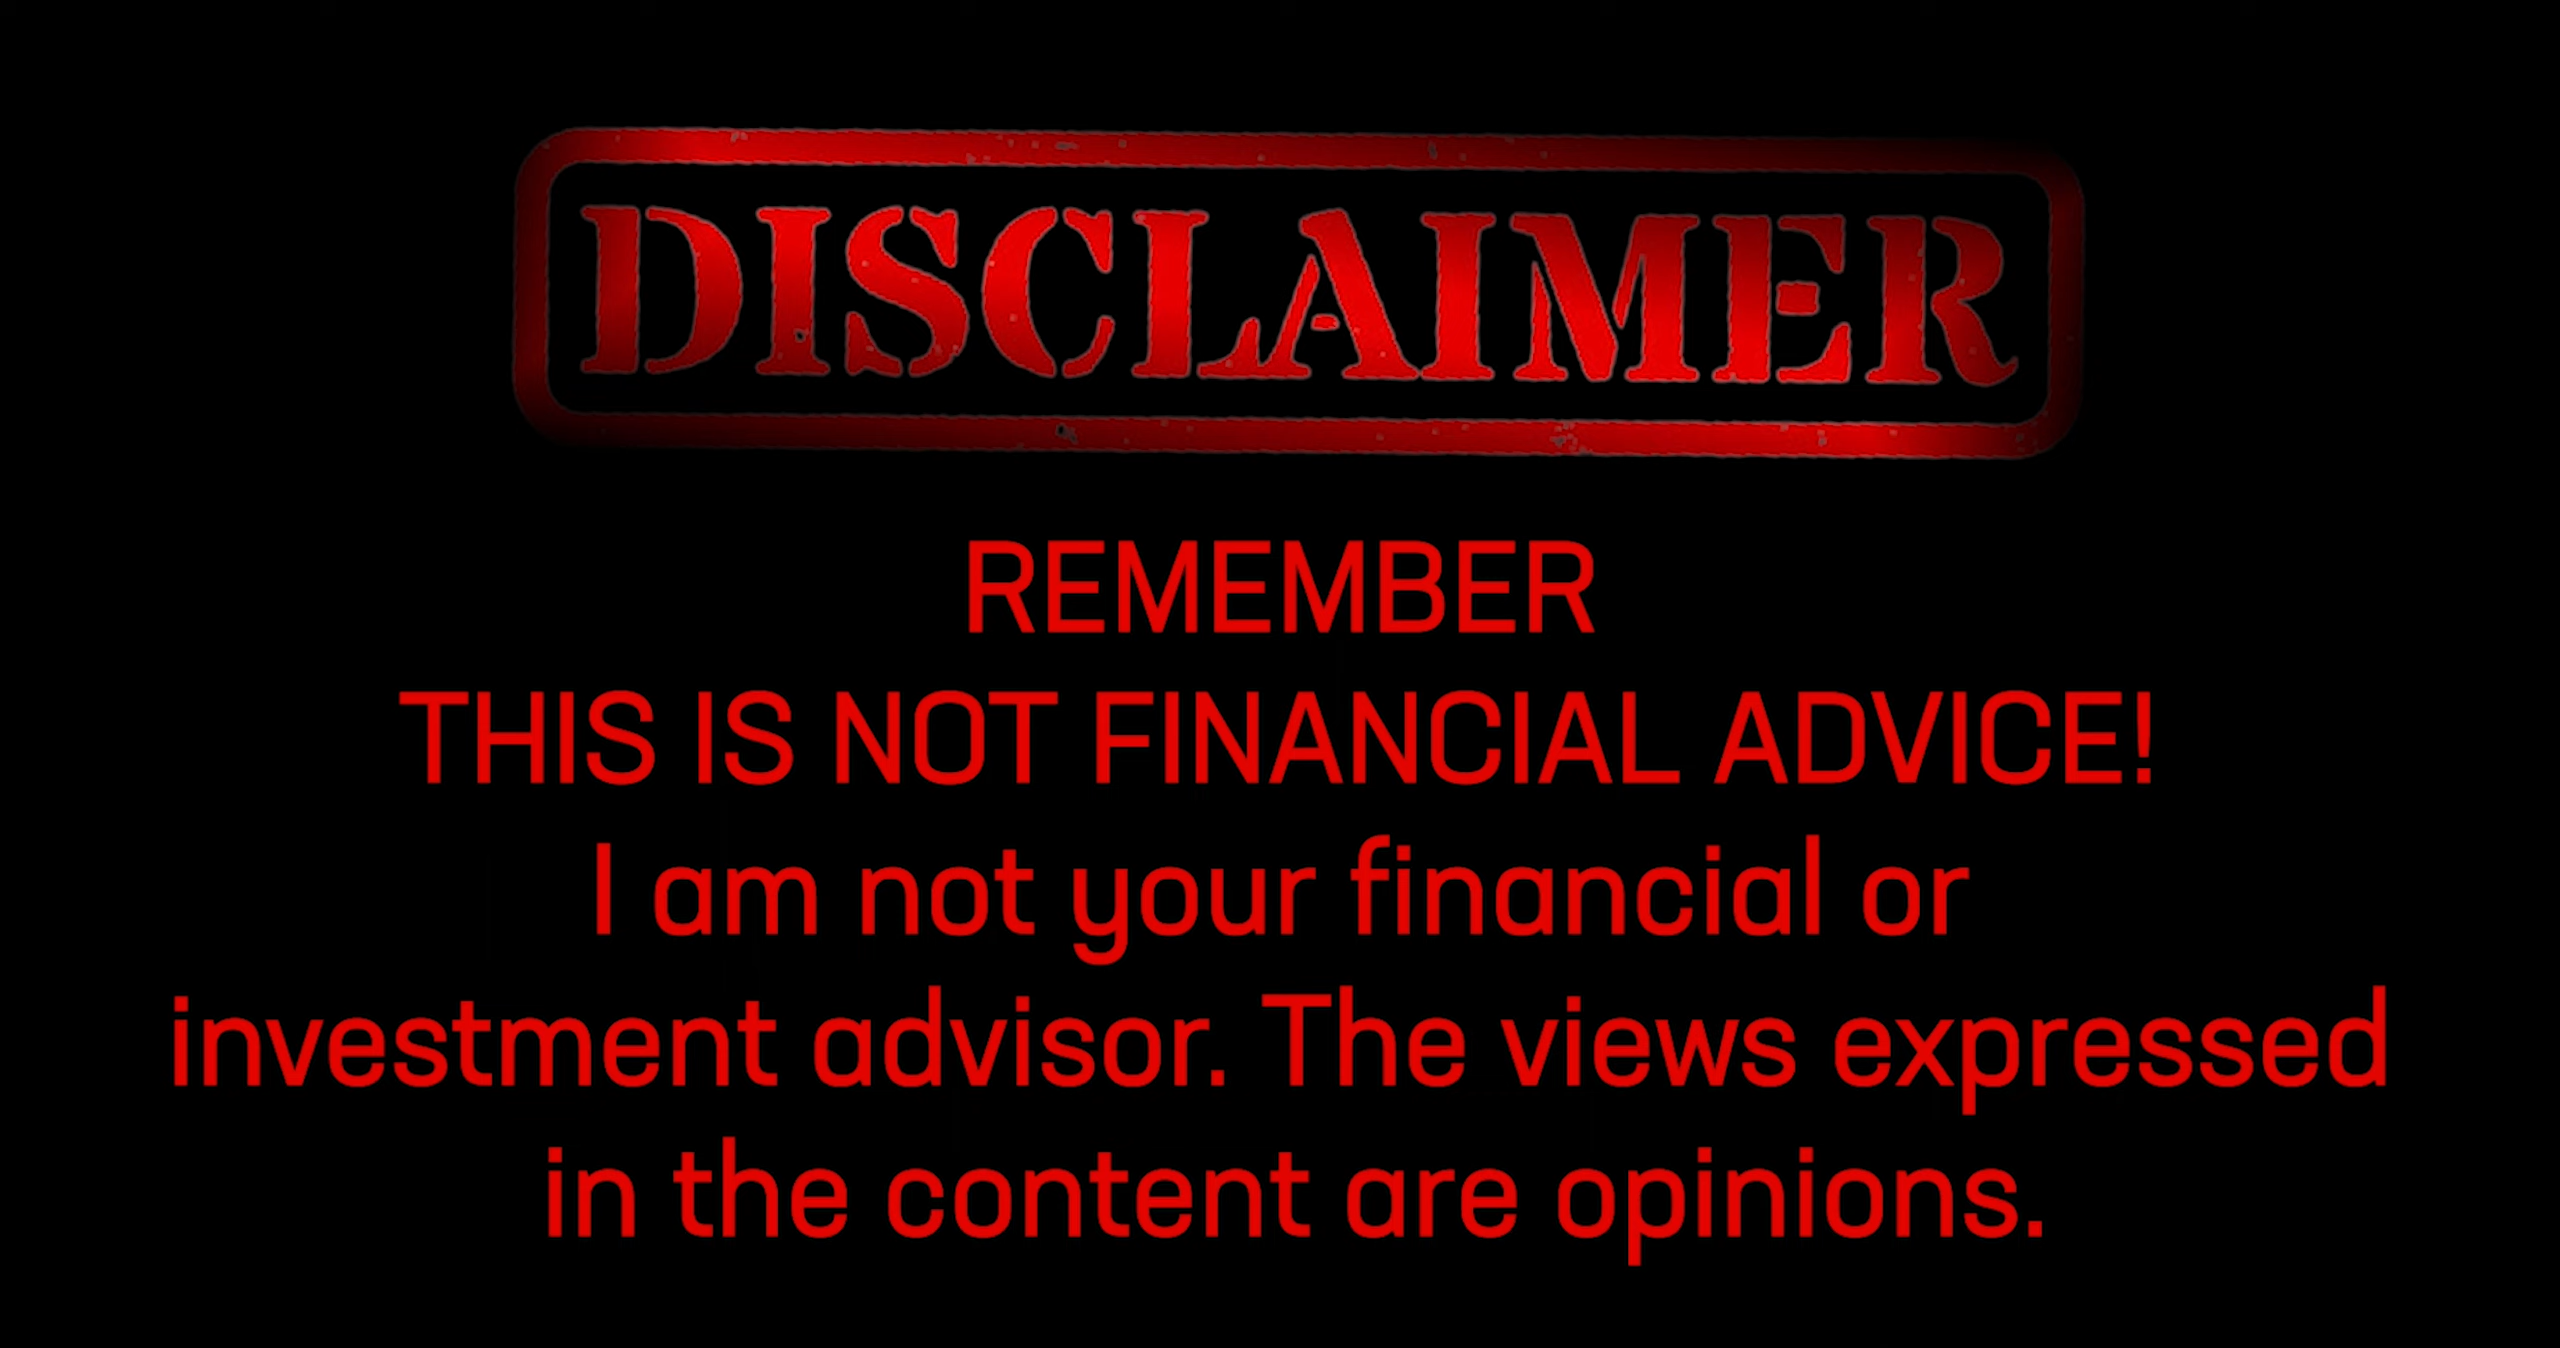 DISCLAIMER
REMEMBER
THIS IS NOT FINANCIAL ADVICE!
I am not your financial or
investment advisor. The views expressed
in the content are opinions.